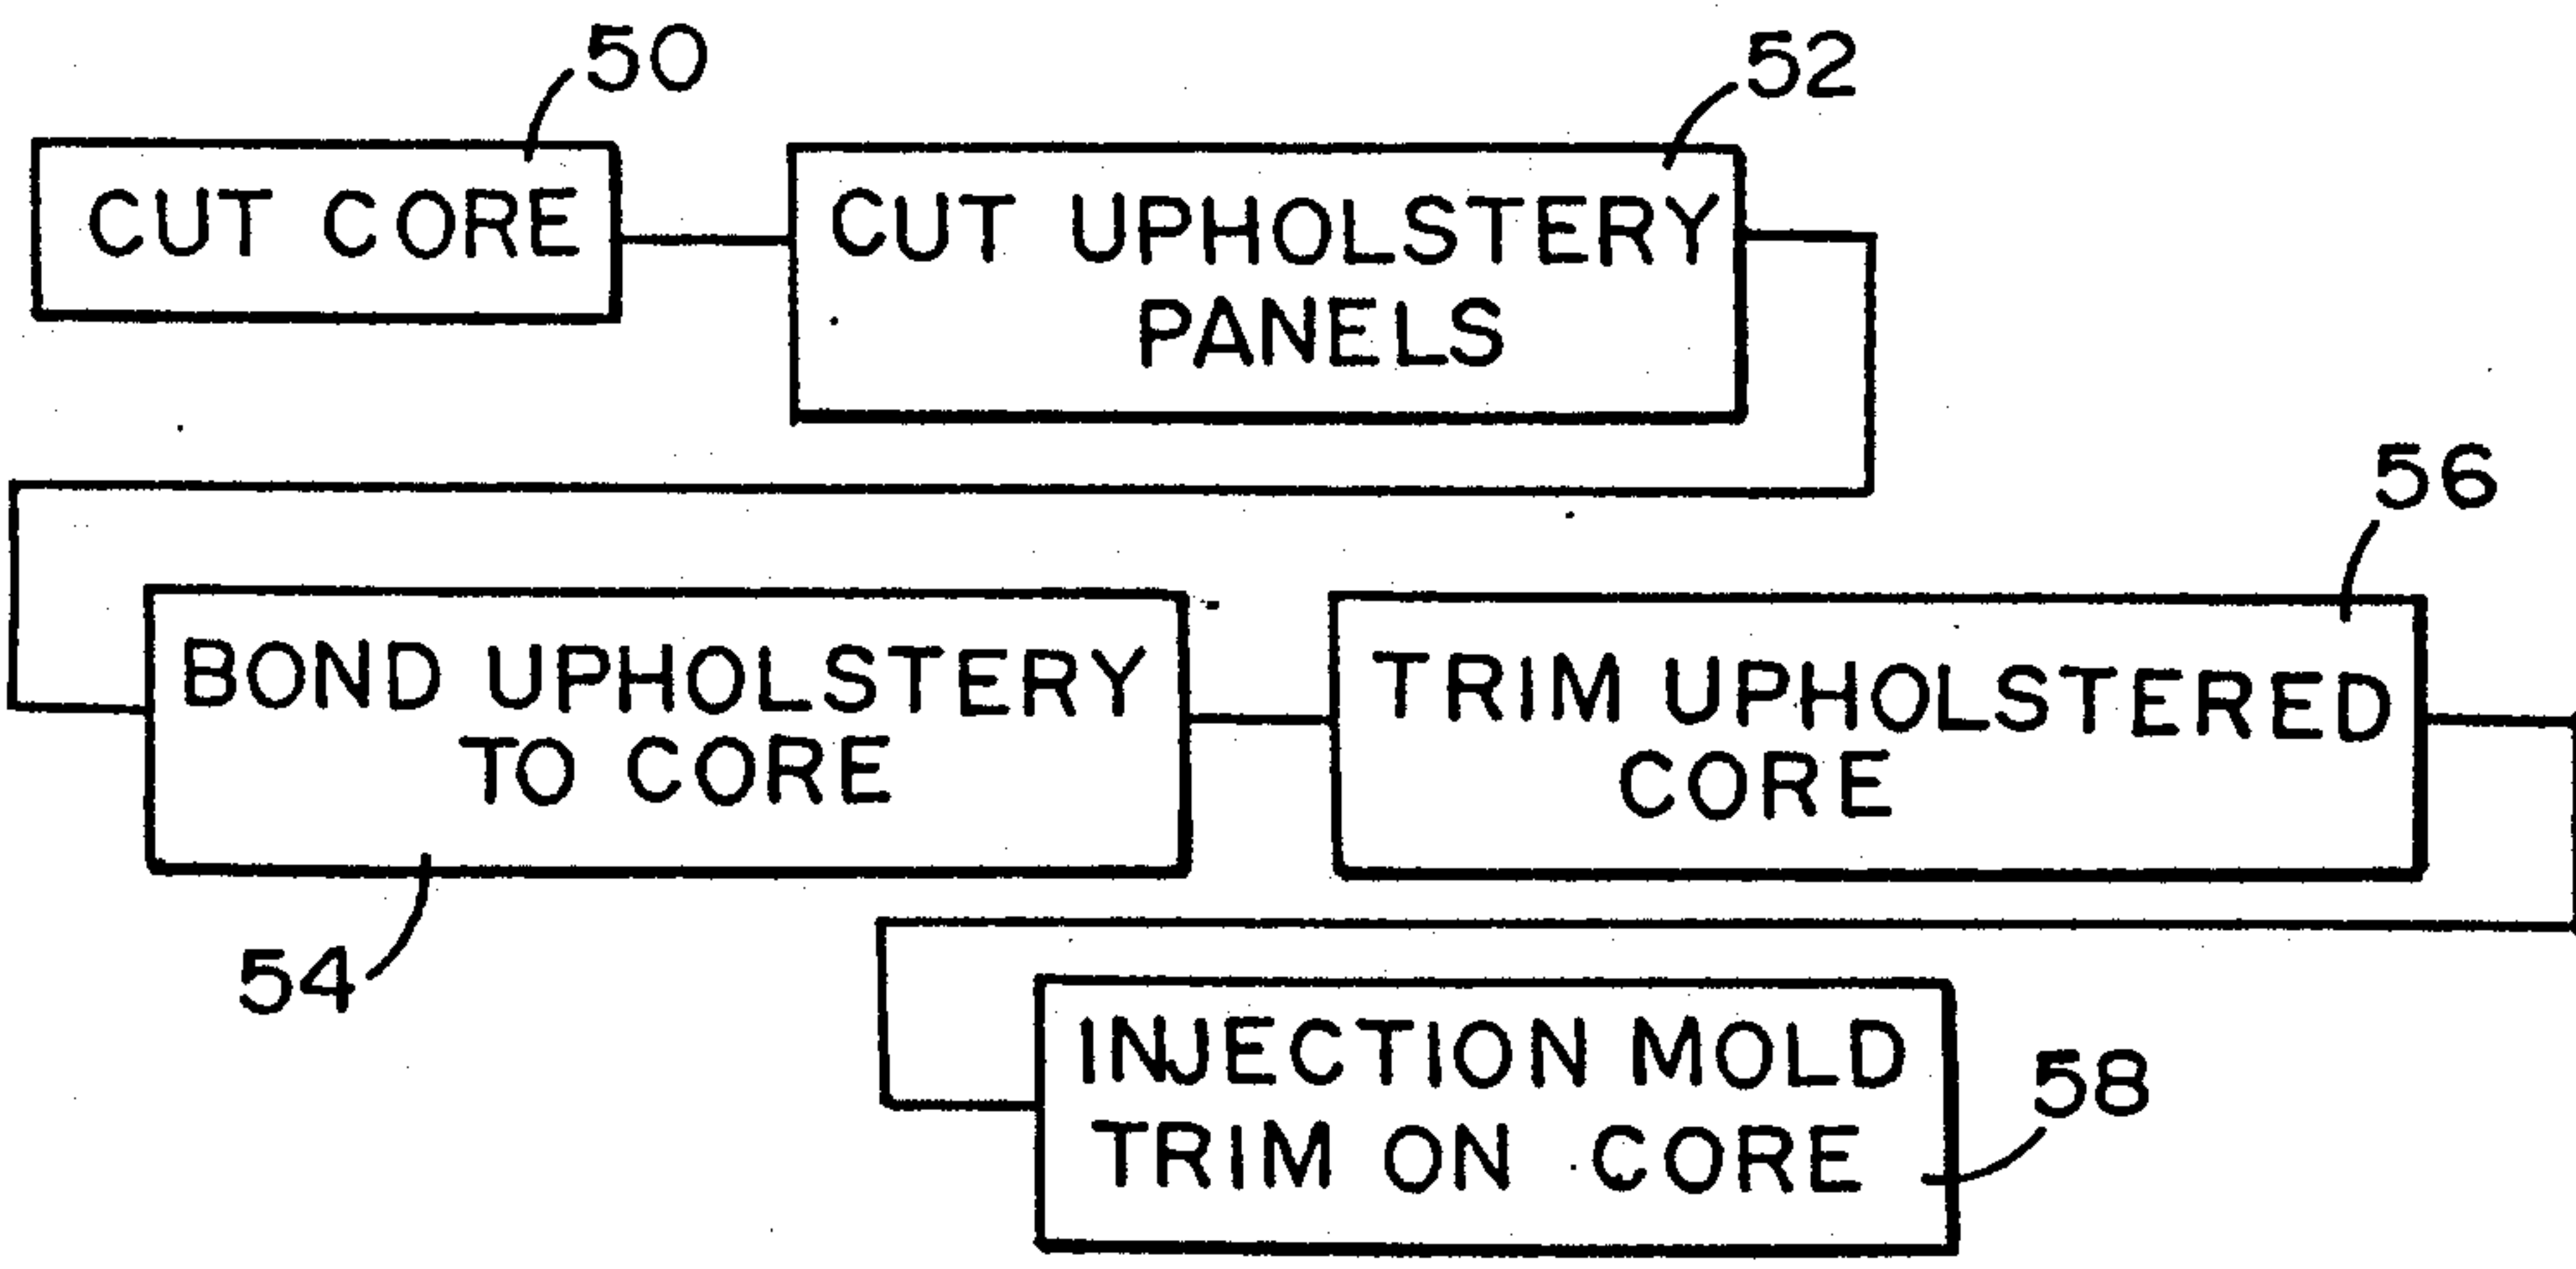 50
52
CUT CORE
CUT UPHOLSTERY
PANELS
56
BOND UPHOLSTERY
TO CORE
TRIM UPHOLSTERED
CORE
54
INJECTION MOLD
TRIM ON CORE
58